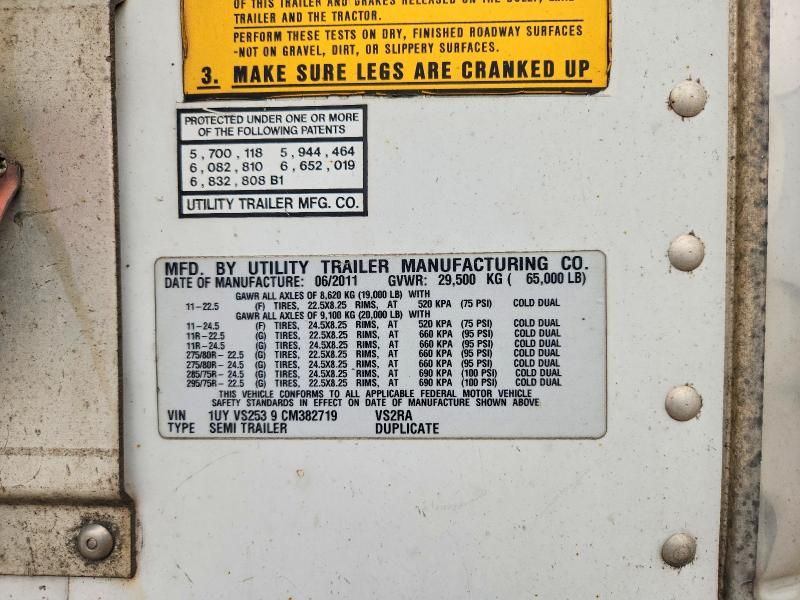 OF THIS TRAILER AND BRAKES RELEASED ON THE DOLLY,
TRAILER AND THE TRACTOR.
PERFORM THESE TESTS ON DRY, FINISHED ROADWAY SURFACES
-NOT ON GRAVEL, DIRT, OR SLIPPERY SURFACES.
3. MAKE SURE LEGS ARE CRANKED UP
PROTECTED UNDER ONE OR MORE
OF THE FOLLOWING PATENTS
5,700,118 5,944,464
6,082,810 6,652,019
6,832,808 B1
UTILITY TRAILER MFG. CO.
MFD. BY UTILITY TRAILER MANUFACTURING CO.
DATE OF MANUFACTURE: 06/2011 GVWR: 29,500 KG ( 65,000 LB)
GAWR ALL AXLES OF 8,620 KG (19,000 LB) WITH
11-22.5 (F) TIRES, 22.5X8.25 RIMS, AT 520 KPA (75 PSI) COLD DUAL
GAWR ALL AXLES OF 9,100 KG (20,000 LB) WITH
11-24.5 (F) TIRES, 24.5X8.25 RIMS, AT 520 KPA (75 PSI) COLD DUAL
11R-22.5 (G) TIRES, 22.5X8.25 RIMS, AT 660 KPA (95 PSI) COLD DUAL
11R-24.5 (G) TIRES, 24.5X8.25 RIMS, AT 660 KPA (95 PSI) COLD DUAL
275/80R-22.5 (G) TIRES, 22.5X8.25 RIMS, AT 660 KPA (95 PSI) COLD DUAL
275/80R-24.5 (G) TIRES, 24.5X8.25 RIMS, AT 660 KPA (95 PSI) COLD DUAL
285/75R-24.5 (G) TIRES, 24.5X8.25 RIMS, AT 690 KPA (100 PSI) COLD DUAL
295/75R-22.5 (G) TIRES, 22.5X8.25 RIMS, AT 690 KPA (100 PSI) COLD DUAL
THIS VEHICLE CONFORMS TO ALL APPLICABLE FEDERAL MOTOR VEHICLE
SAFETY STANDARDS IN EFFECT ON DATE OF MANUFACTURE SHOWN ABOVE
VIN 1UY VS253 9 CM382719 VS2RA
TYPE SEMI TRAILER DUPLICATE